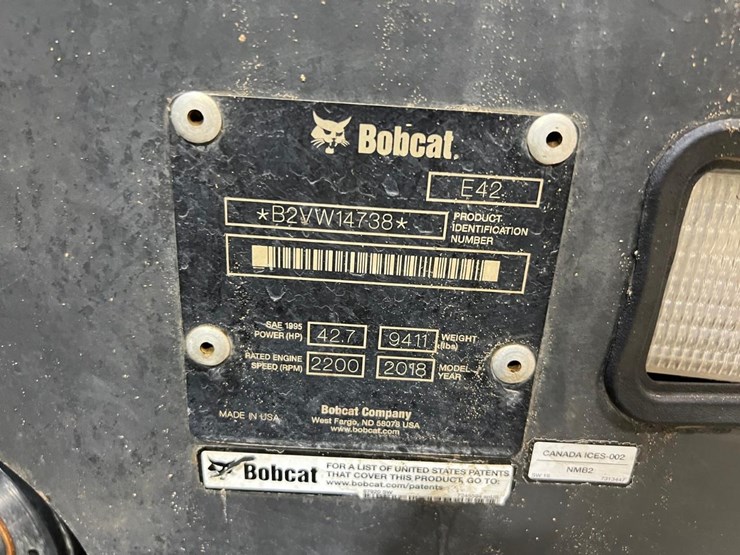 Bobcat.
E42
*B2VW14738*
PRODUCT
IDENTIFICATION
NUMBER
SAE 1995
POWER (HP)
42.7
9411
WEIGHT
(lbs)
RATED ENGINE
SPEED (RPM)
2200
2018
MODEL
YEAR
MADE IN USA
Bobcat Company
West Fargo, ND 58078 USA
www.bobcat.com
Bobcat
FOR A LIST OF UNITED STATES PATENTS
THAT COVER THIS PRODUCT, GO TO:
www.bobcat.com/patents
CANADA ICES-002
NMB2